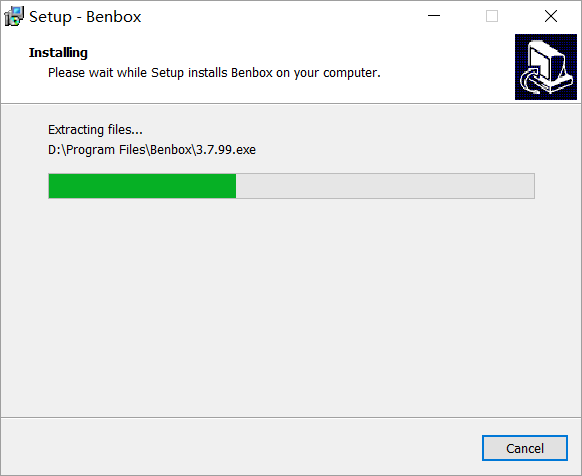 Setup - Benbox
Installing
Please wait while Setup installs Benbox on your computer.
Extracting files...
D:\Program Files\Benbox\3.7.99.exe
Cancel